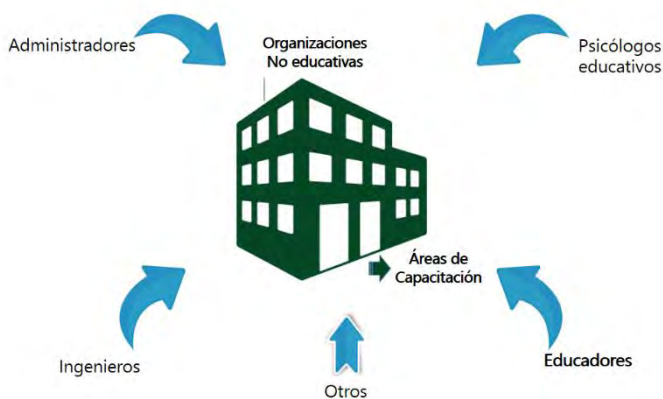 Administradores
Organizaciones
No educativas
Psicólogos
educativos
Áreas de
Capacitación
Ingenieros
Otros
Educadores